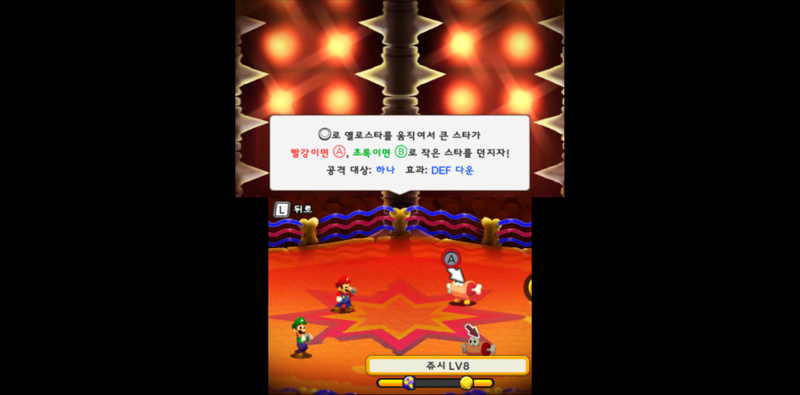 로 옐로스타를 움직여서 큰 스타가
빨강이면 Ⓐ, 초록이면 Ⓑ로 작은 스타를 던지자!
공격 대상: 하나 효과: DEF 다운
L 뒤로
A
쥬시 LV8